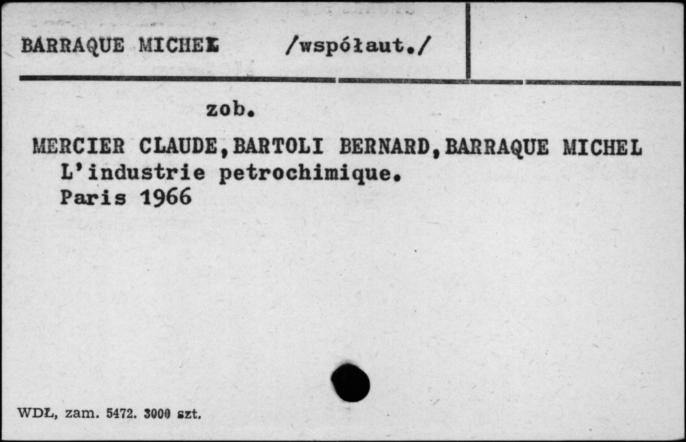 BARRAQUE MICHEL /współaut./
zob.
MERCIER CLAUDE,BARTOLI BERNARD,BARRAQUE MICHEL
L'industrie petrochimique.
Paris 1966
WDŁ, zam. 5472. 3000 szt.